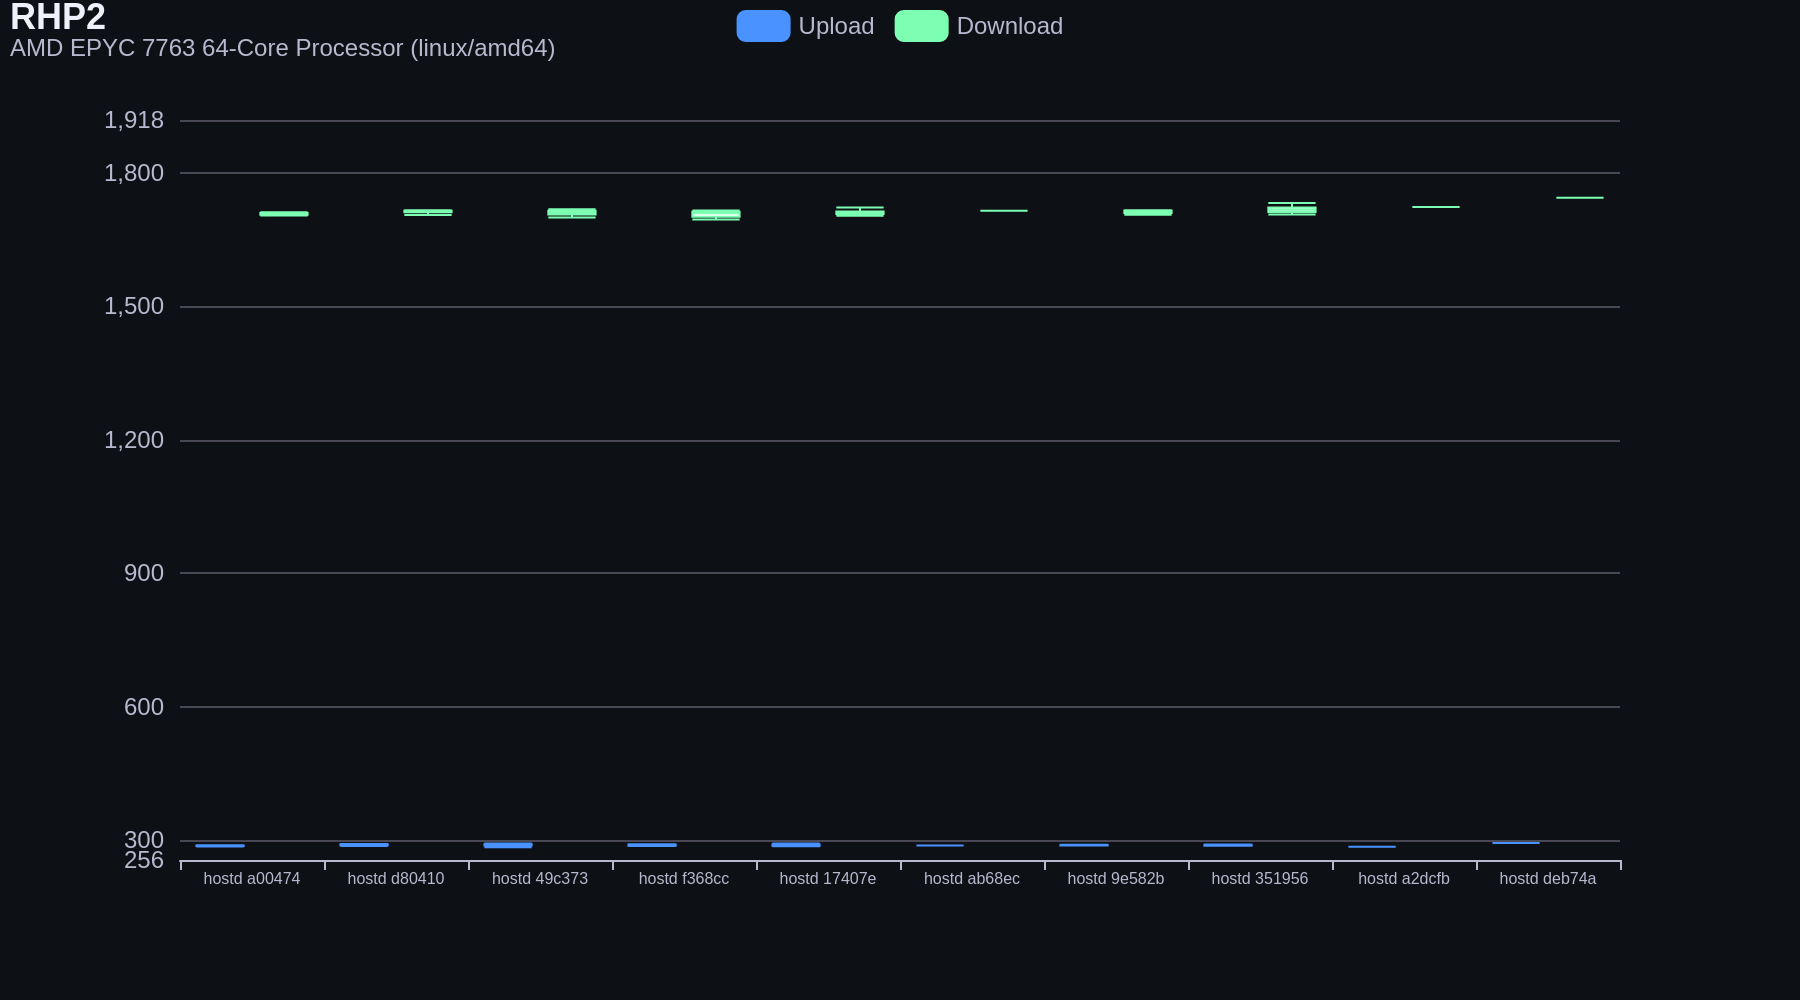 RHP2
AMD EPYC 7763 64-Core Processor (linux/amd64)
Upload Download
1,918
1,800
1,500
1,200
900
600
300
256
hostd a00474 hostd d80410 hostd 49c373 hostd f368cc hostd 17407e hostd ab68ec hostd 9e582b hostd 351956 hostd a2dcfb hostd deb74a